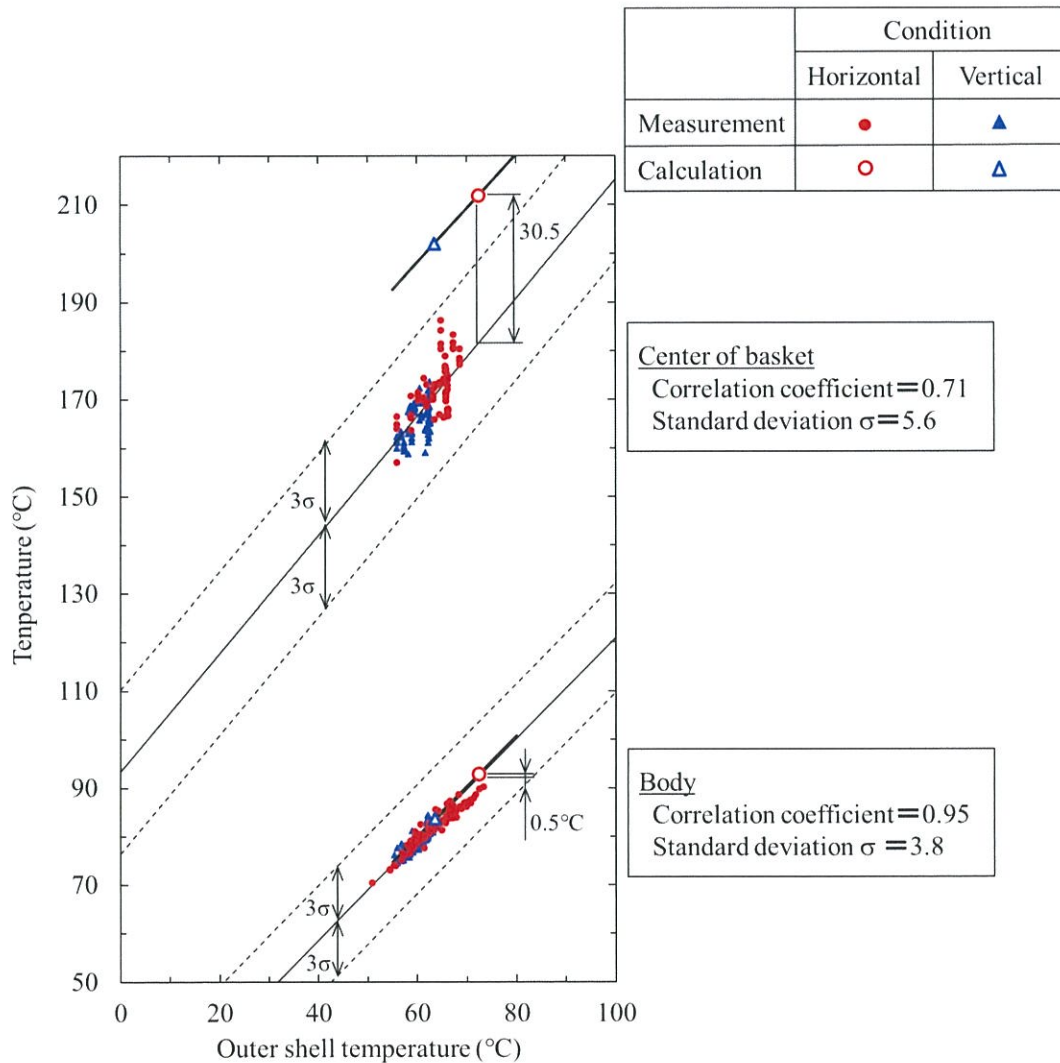 Condition
Horizontal Vertical
Measurement
Calculation
210
190
170
150
130
110
90
70
50
0 20 40 60 80 100
Tenperature (°C)
Outer shell temperature (°C)
30.5
3σ
3σ
0.5°C
3σ
3σ
Center of basket
Correlation coefficient=0.71
Standard deviation σ=5.6
Body
Correlation coefficient=0.95
Standard deviation σ =3.8